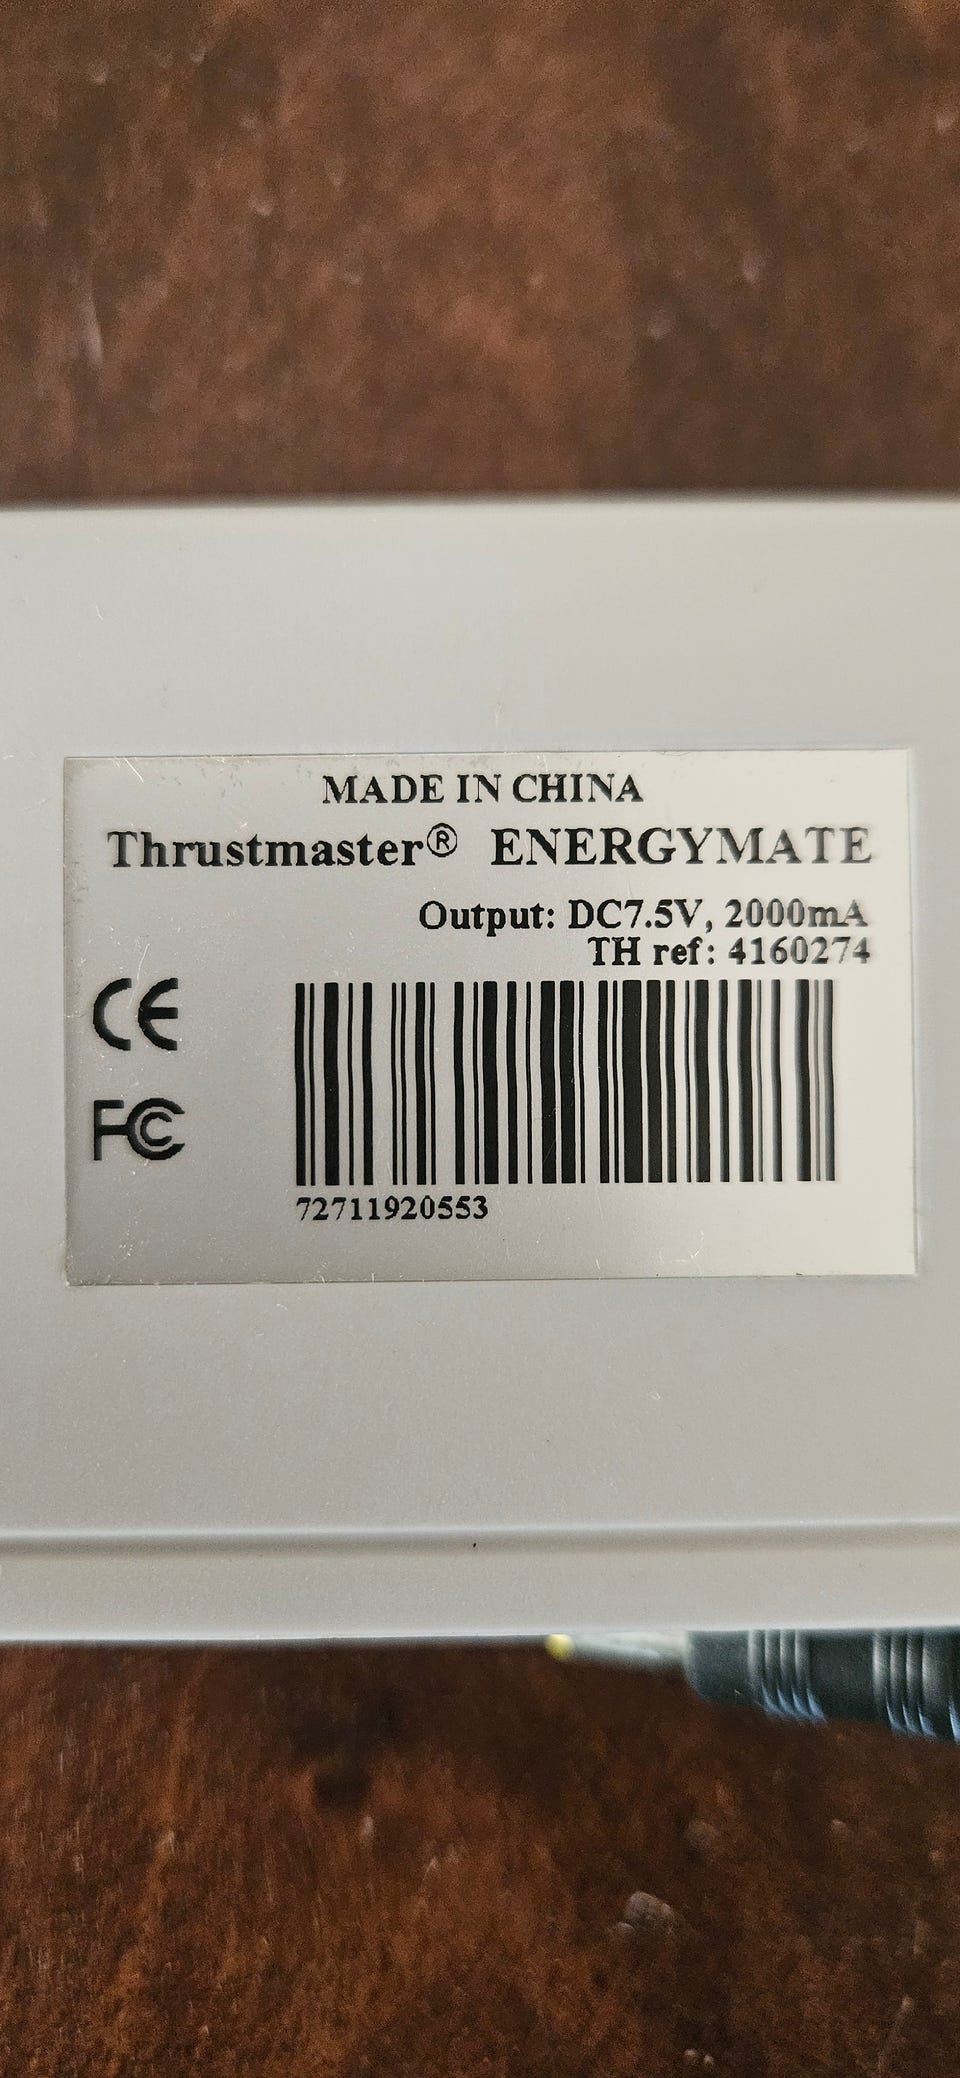 MADE IN CHINA
Thrustmaster® ENERGYMATE
Output: DC7.5V, 2000mA
TH ref: 4160274
CE
FC
72711920553